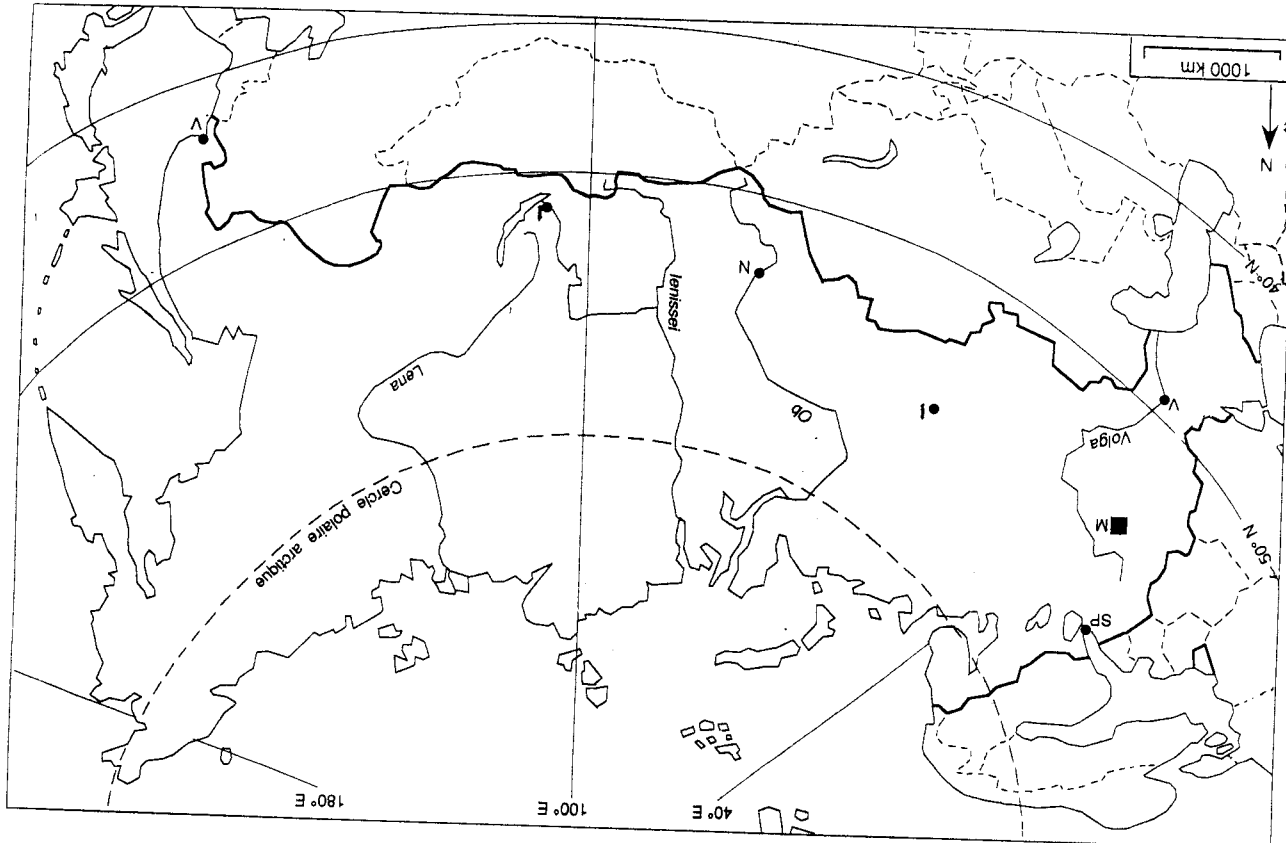 40° E
100° E
180° E
SP
M
50° N
Cercle polaire arctique
Volga
V
I
Ob
Lena
Ienissei
40° N
N
I
V
N
1000 km